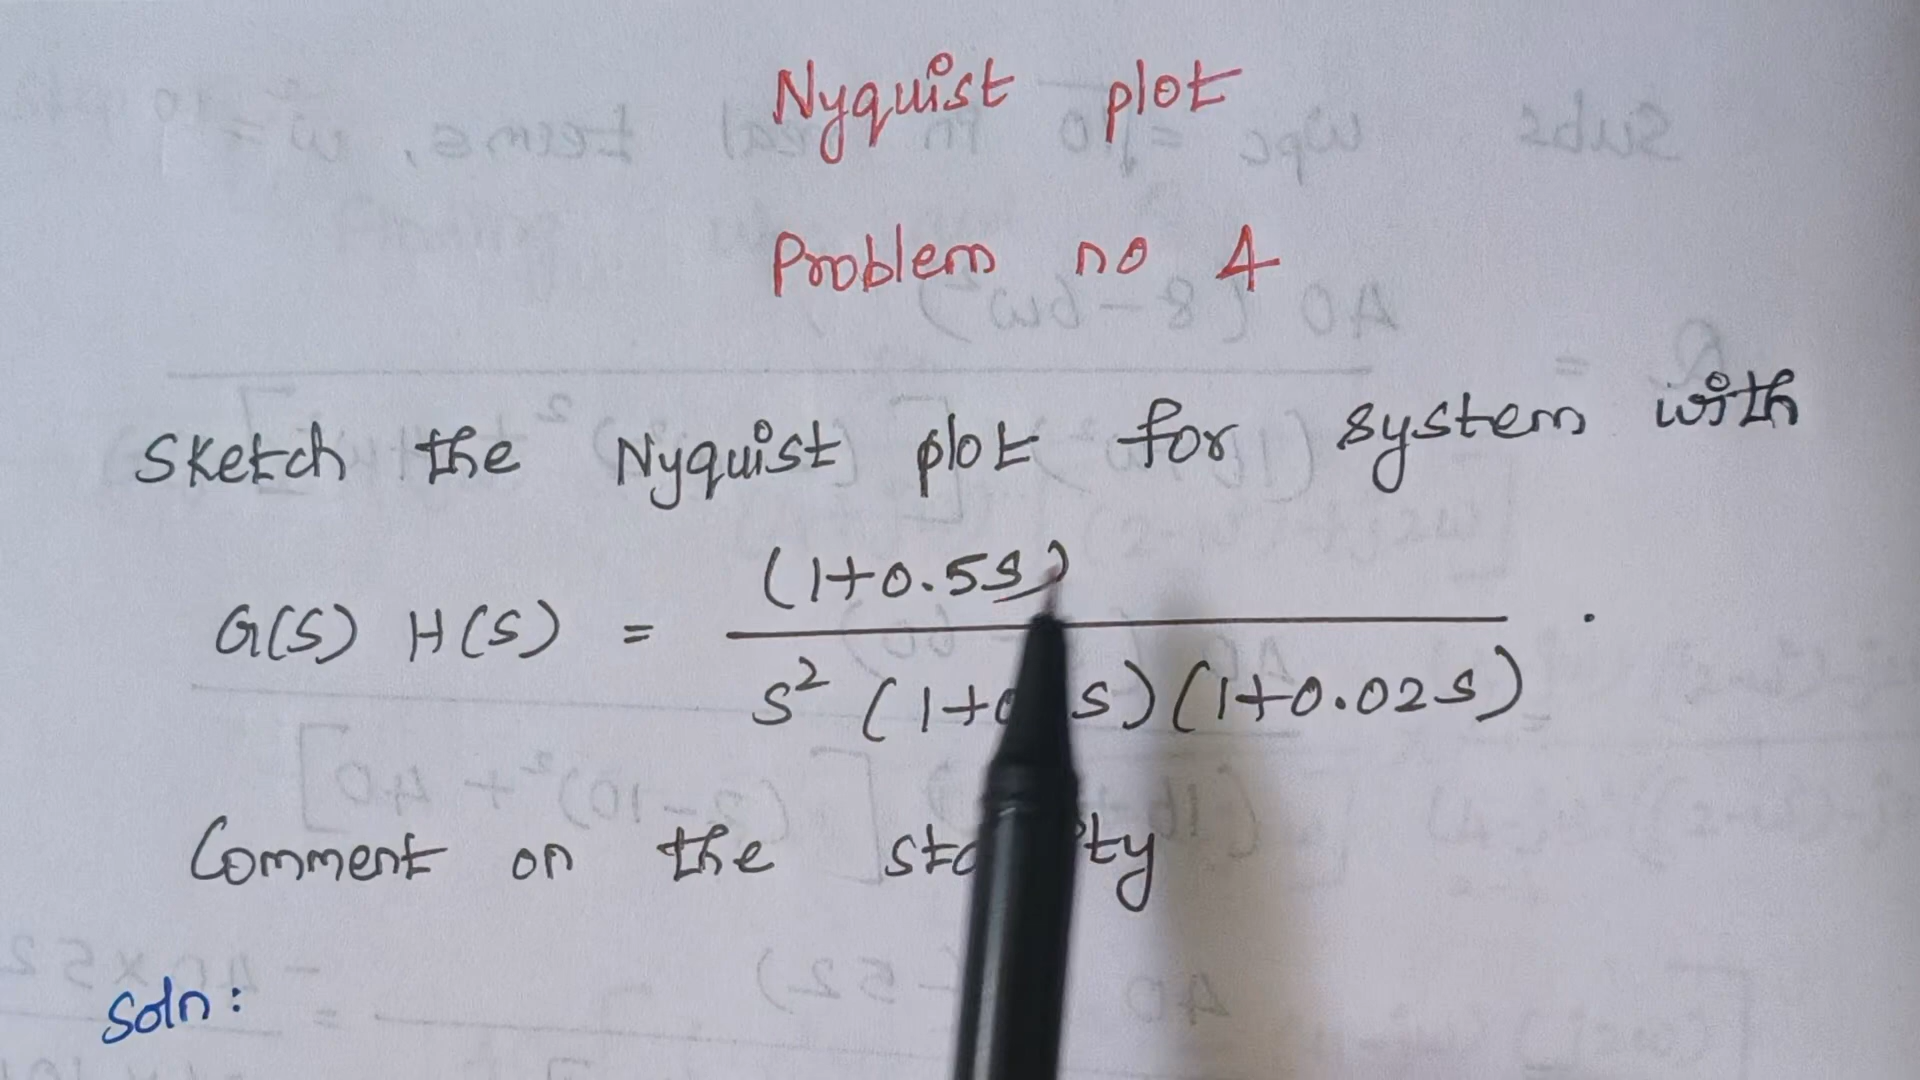 Nyquist plot
Problem no 4
Sketch the Nyquist plot for system with
G(S) H(S) = (1+0.5s) / s² (1+ s)(1+0.02s) .
Comment on the
Soln: